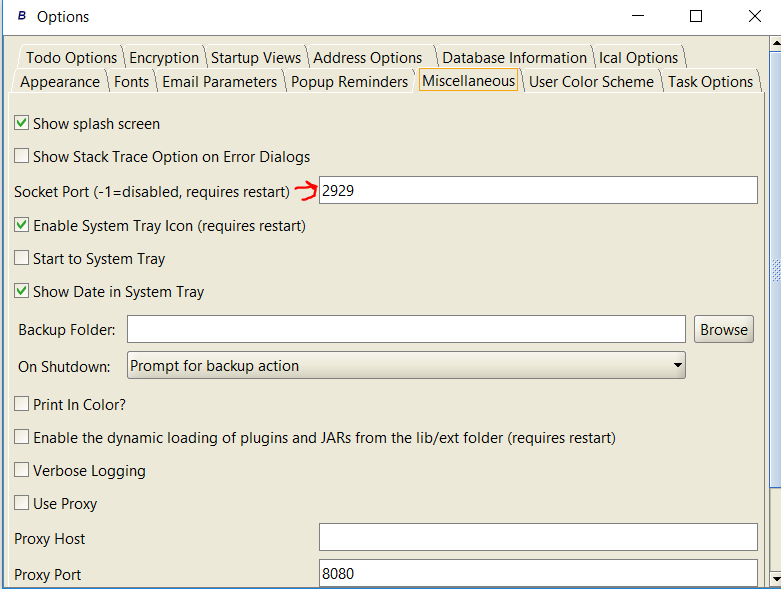 B Options
Todo Options Encryption Startup Views Address Options Database Information Ical Options
Appearance Fonts Email Parameters Popup Reminders Miscellaneous User Color Scheme Task Options
Show splash screen
Show Stack Trace Option on Error Dialogs
Socket Port (-1=disabled, requires restart) 2929
Enable System Tray Icon (requires restart)
Start to System Tray
Show Date in System Tray
Backup Folder: Browse
On Shutdown: Prompt for backup action
Print In Color?
Enable the dynamic loading of plugins and JARs from the lib/ext folder (requires restart)
Verbose Logging
Use Proxy
Proxy Host
Proxy Port 8080